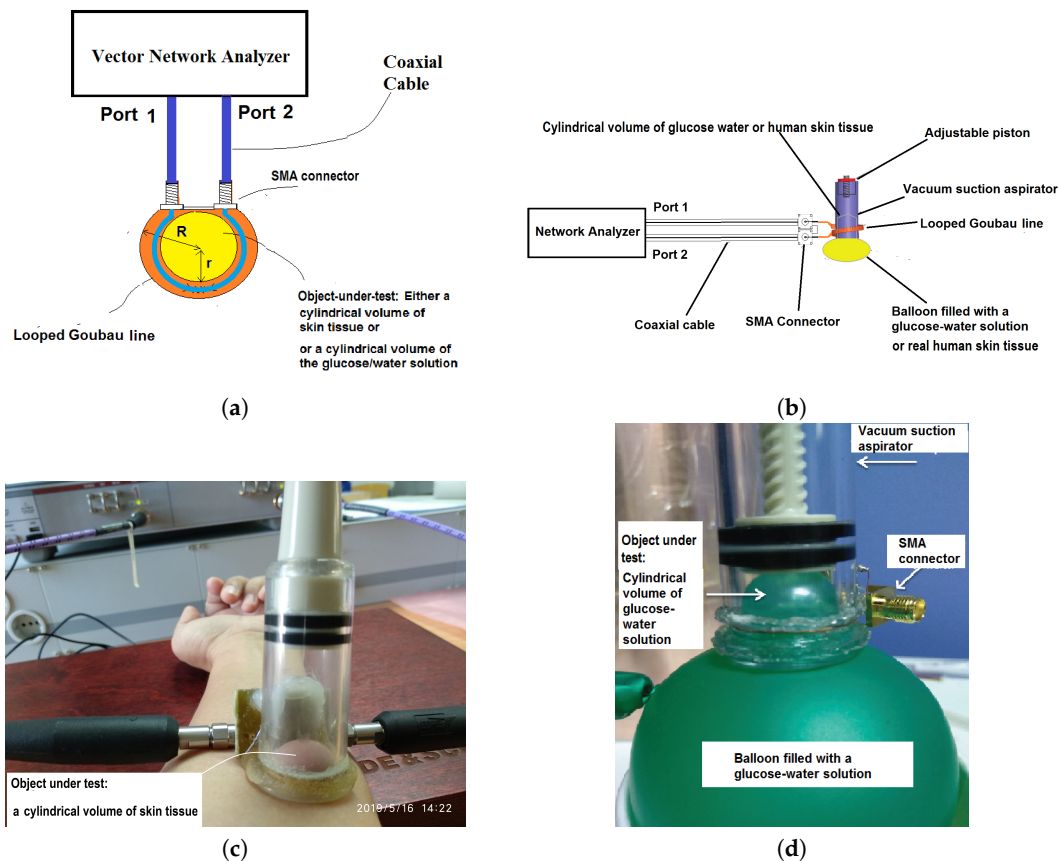 Vector Network Analyzer
Port 1
Port 2
Coaxial
Cable
SMA connector
R
r
Looped Goubau line
Object-under-test: Either a
cylindrical volume of
skin tissue or
or a cylindrical volume of
the glucose/water solution
(a)
Cylindrical volume of glucose water or human skin tissue
Adjustable piston
Vacuum suction aspirator
Looped Goubau line
Port 1
Network Analyzer
Port 2
Coaxial cable
SMA Connector
Balloon filled with a
glucose-water solution
or real human skin tissue
(b)
Object under test:
a cylindrical volume of skin tissue
DE&SC
2019/5/16 14:22
(c)
Vacuum suction
aspirator
Object under
test:
Cylindrical
volume of
glucose-
water
solution
SMA
connector
Balloon filled with a
glucose-water solution
(d)